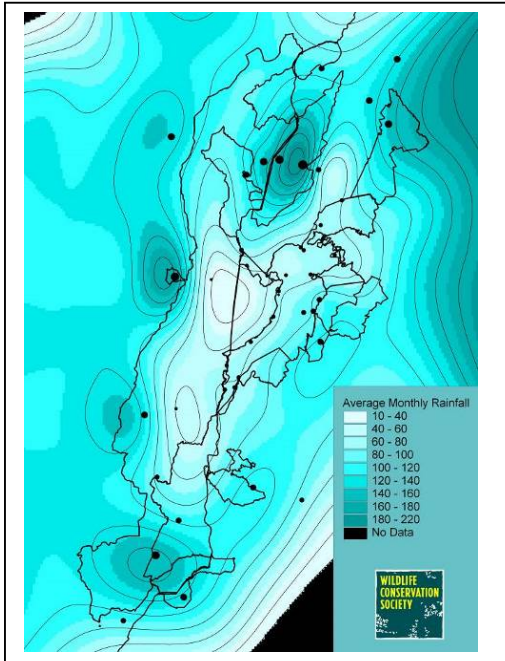 Average Monthly Rainfall
10 - 40
40 - 60
60 - 80
80 - 100
100 - 120
120 - 140
140 - 160
160 - 180
180 - 220
No Data
WILDLIFE
CONSERVATION
SOCIETY